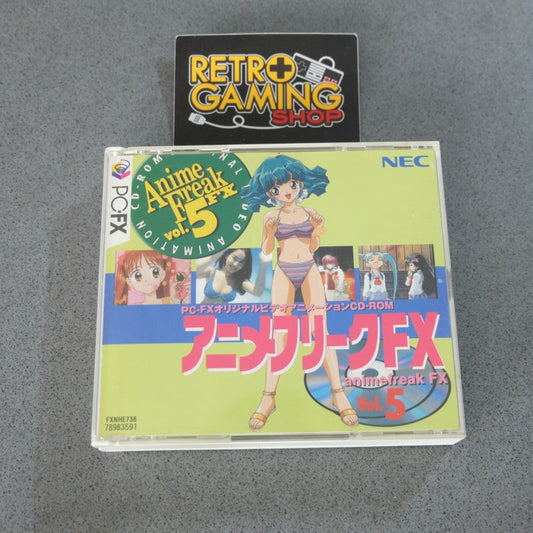 RETRO
GAMING
SHOP
PC-FX
CD-ROM ORIGINAL VIDEO ANIMATION
Anime
Freak
FX
vol.5
NEC
PC-FXオリジナルビデオアニメーションCD-ROM
アニメフリークFX
animefreak FX
Vol.5
FXNHE738
78983591